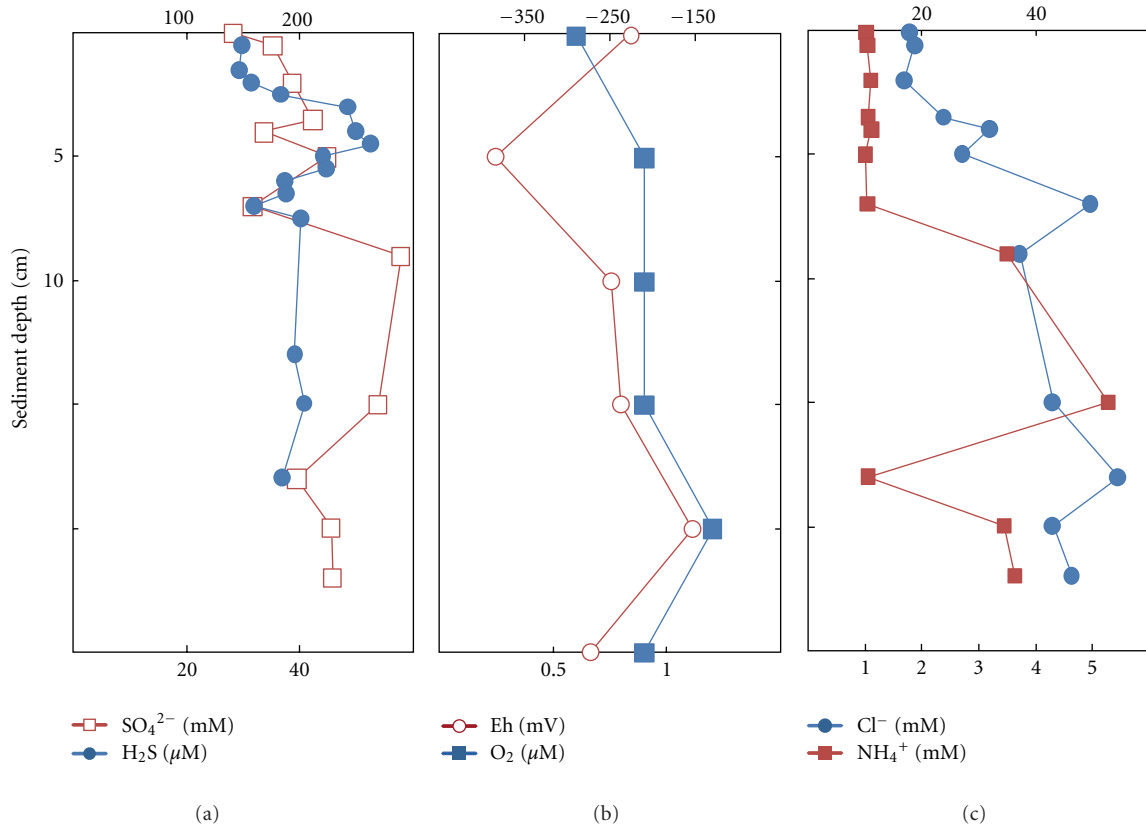 100 200
−350 −250 −150
20 40
5
10
Sediment depth (cm)
20 40
0.5 1
1 2 3 4 5
SO₄²⁻ (mM)
H₂S (μM)
Eh (mV)
O₂ (μM)
Cl⁻ (mM)
NH₄⁺ (mM)
(a) (b) (c)